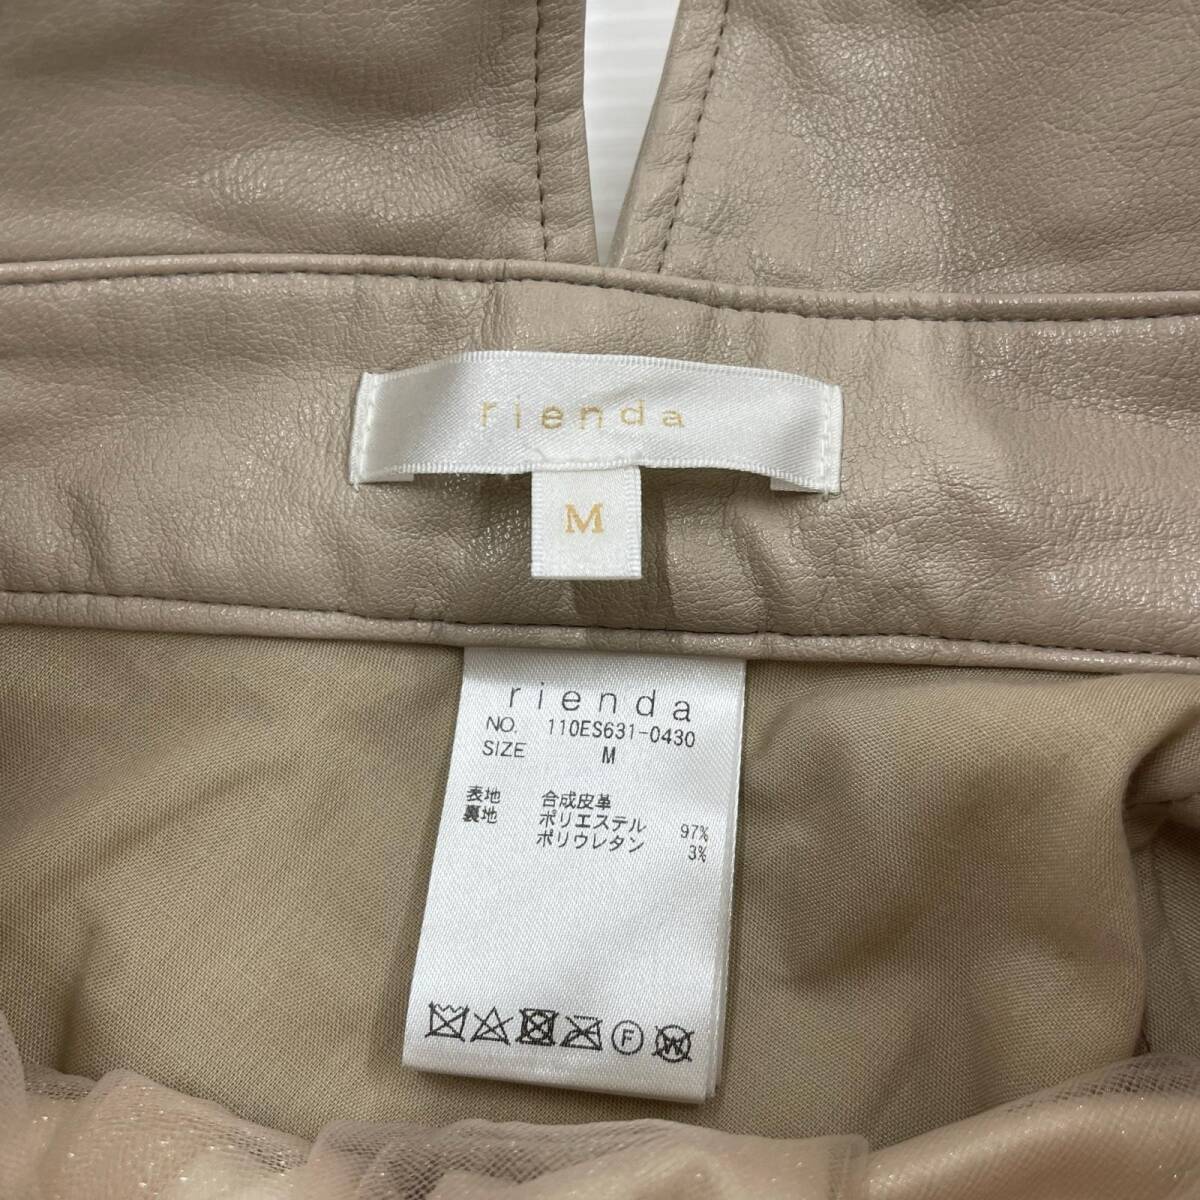 rienda
M
rienda
NO. 110ES631-0430
SIZE M
表地 合成皮革
裏地 ポリエステル 97%
ポリウレタン 3%
F W